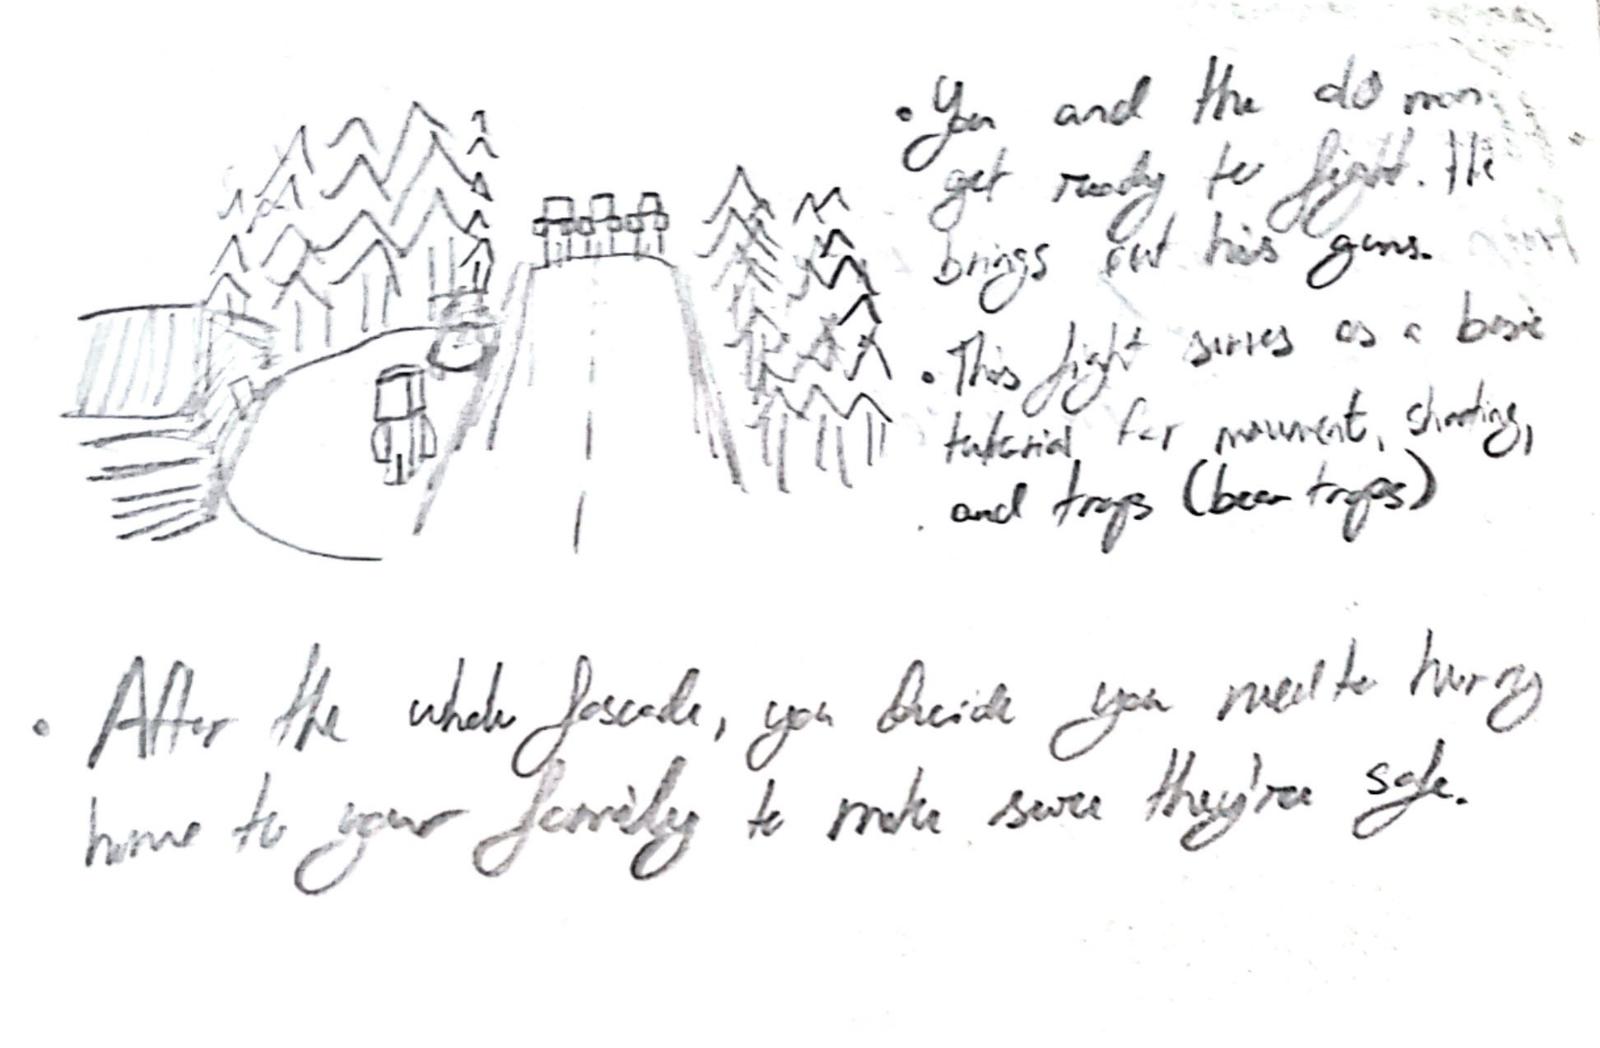 • You and the old man
get ready to fight. He
brings out his guns.
• This fight serves as a basic
tutorial for movement, shooting,
and traps (bear traps)
• After the whole fascade, you decide you need to hurry
home to your family to make sure they're safe.